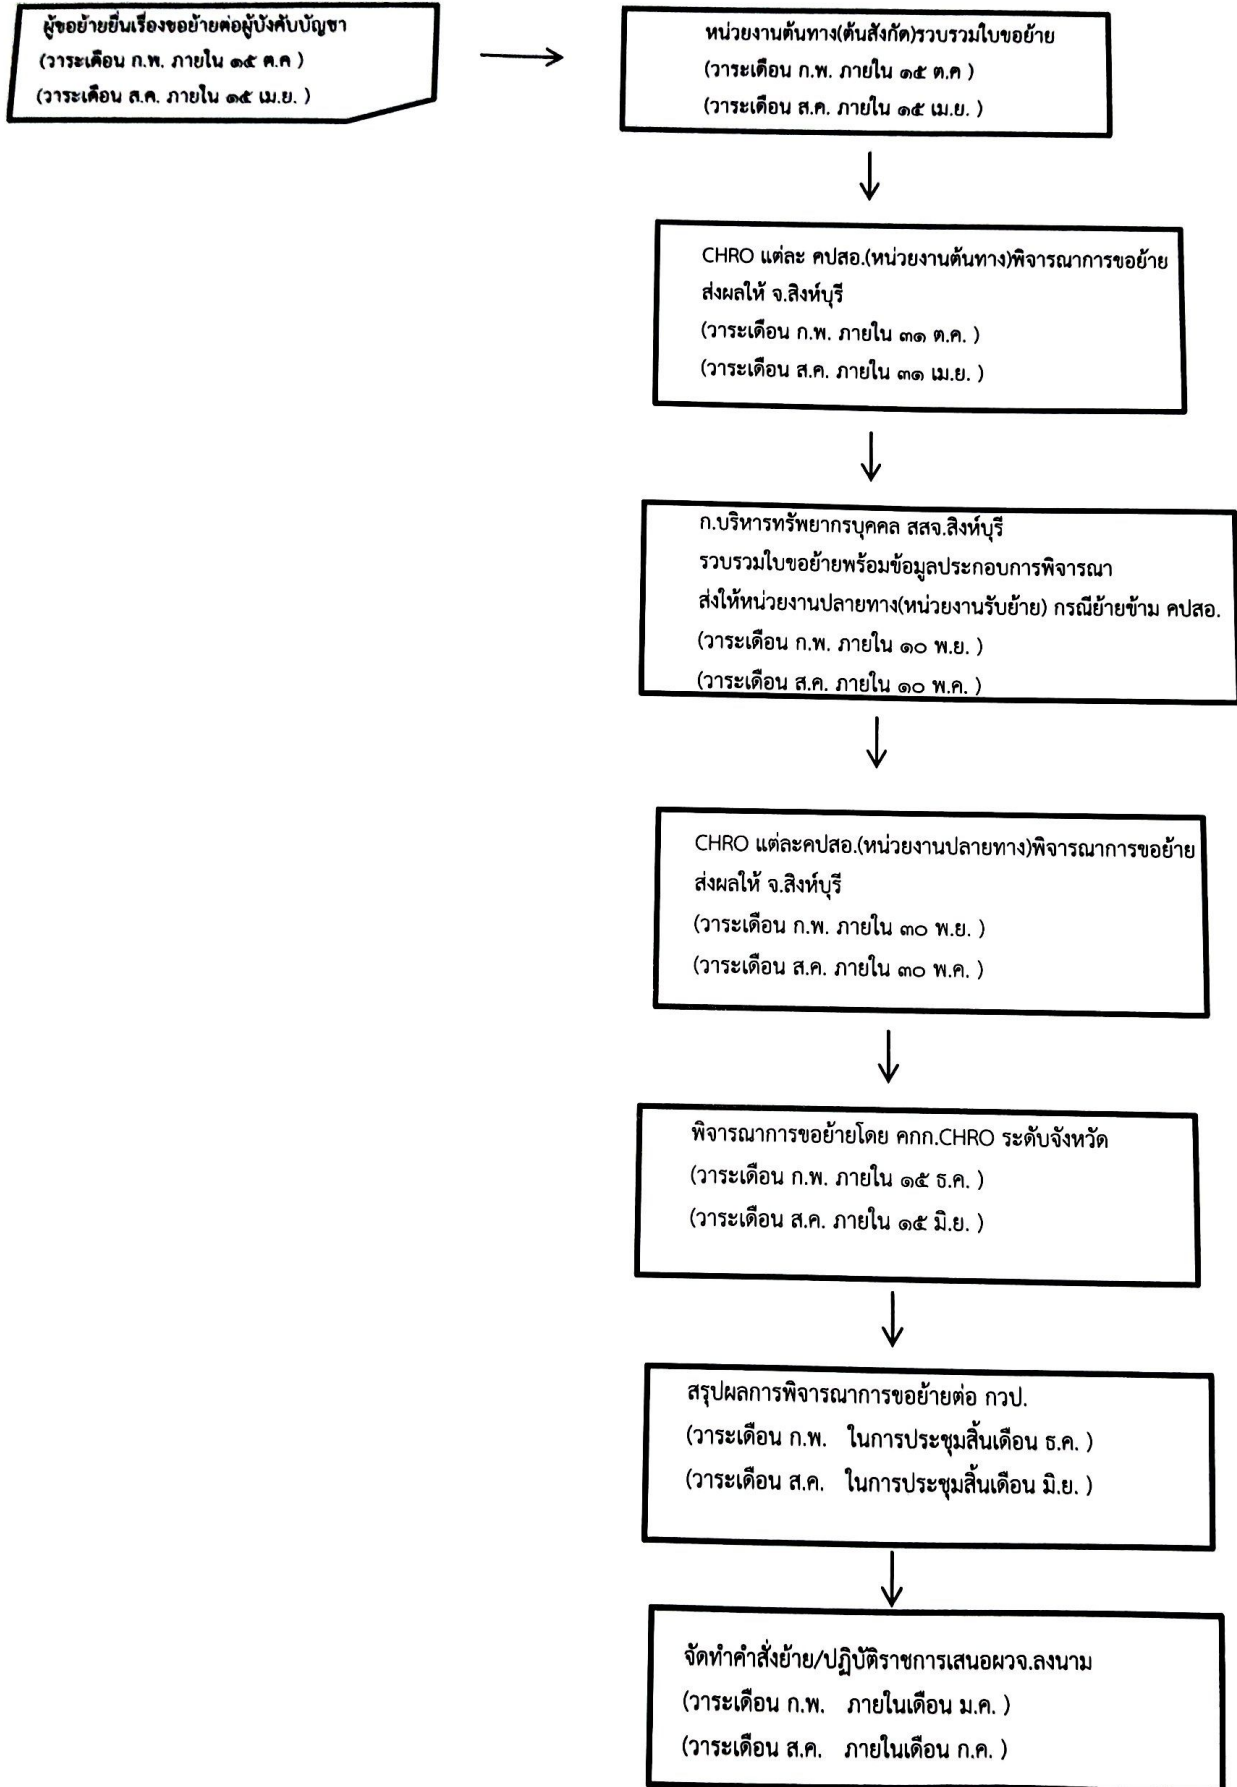 ผู้ขอย้ายยื่นเรื่องขอย้ายต่อผู้บังคับบัญชา
(วาระเดือน ก.พ. ภายใน ๑๕ ต.ค )
(วาระเดือน ส.ค. ภายใน ๑๕ เม.ย. )
หน่วยงานต้นทาง(ต้นสังกัด)รวบรวมใบขอย้าย
(วาระเดือน ก.พ. ภายใน ๑๕ ต.ค )
(วาระเดือน ส.ค. ภายใน ๑๕ เม.ย. )
CHRO แต่ละ คปสอ.(หน่วยงานต้นทาง)พิจารณาการขอย้าย
ส่งผลให้ จ.สิงห์บุรี
(วาระเดือน ก.พ. ภายใน ๓๑ ต.ค. )
(วาระเดือน ส.ค. ภายใน ๓๑ เม.ย. )
ก.บริหารทรัพยากรบุคคล สสจ.สิงห์บุรี
รวบรวมใบขอย้ายพร้อมข้อมูลประกอบการพิจารณา
ส่งให้หน่วยงานปลายทาง(หน่วยงานรับย้าย) กรณีย้ายข้าม คปสอ.
(วาระเดือน ก.พ. ภายใน ๑๐ พ.ย. )
(วาระเดือน ส.ค. ภายใน ๑๐ พ.ค. )
CHRO แต่ละคปสอ.(หน่วยงานปลายทาง)พิจารณาการขอย้าย
ส่งผลให้ จ.สิงห์บุรี
(วาระเดือน ก.พ. ภายใน ๓๐ พ.ย. )
(วาระเดือน ส.ค. ภายใน ๓๐ พ.ค. )
พิจารณาการขอย้ายโดย คกก.CHRO ระดับจังหวัด
(วาระเดือน ก.พ. ภายใน ๑๕ ธ.ค. )
(วาระเดือน ส.ค. ภายใน ๑๕ มิ.ย. )
สรุปผลการพิจารณาการขอย้ายต่อ กวป.
(วาระเดือน ก.พ. ในการประชุมสิ้นเดือน ธ.ค. )
(วาระเดือน ส.ค. ในการประชุมสิ้นเดือน มิ.ย. )
จัดทำคำสั่งย้าย/ปฏิบัติราชการเสนอผวจ.ลงนาม
(วาระเดือน ก.พ. ภายในเดือน ม.ค. )
(วาระเดือน ส.ค. ภายในเดือน ก.ค. )